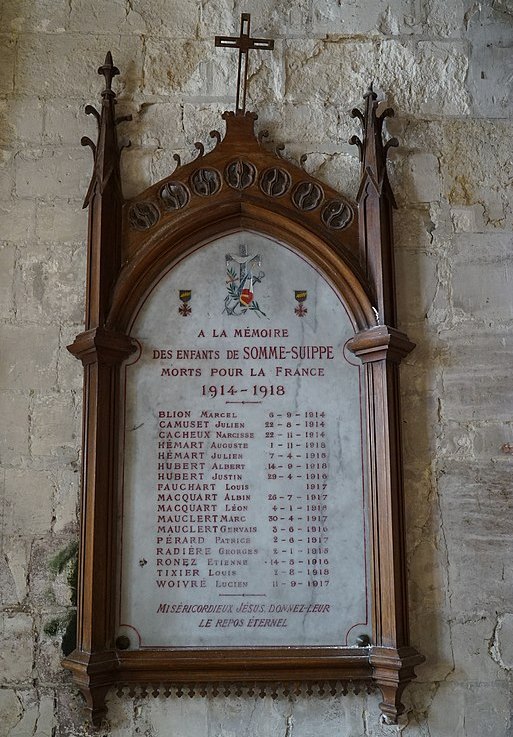 A LA MÉMOIRE
DES ENFANTS DE SOMME-SUIPPE
MORTS POUR LA FRANCE
1914-1918
BLION MARCEL 6-9-1914
CAMUSET JULIEN 22-8-1914
CACHEUX NARCISSE 22-11-1914
HÉMART AUGUSTE 1-11-1918
HÉMART JULIEN 7-4-1918
HUBERT ALBERT 14-9-1918
HUBERT JUSTIN 29-4-1916
FAUCHART LOUIS 1917
MACQUART ALBIN 26-7-1917
MACQUART LÉON 4-1-1918
MAUCLERT MARC 30-4-1917
MAUCLERT GERVAIS 3-6-1916
PÉRARD PATRICE 2-6-1917
RADIÈRE GEORGES 2-1-1915
RONEZ ETIENNE 14-5-1916
TIXIER LOUIS 2-8-1918
WOIVRÉ LUCIEN 11-9-1917
MISÉRICORDIEUX JÉSUS, DONNEZ-LEUR
LE REPOS ÉTERNEL